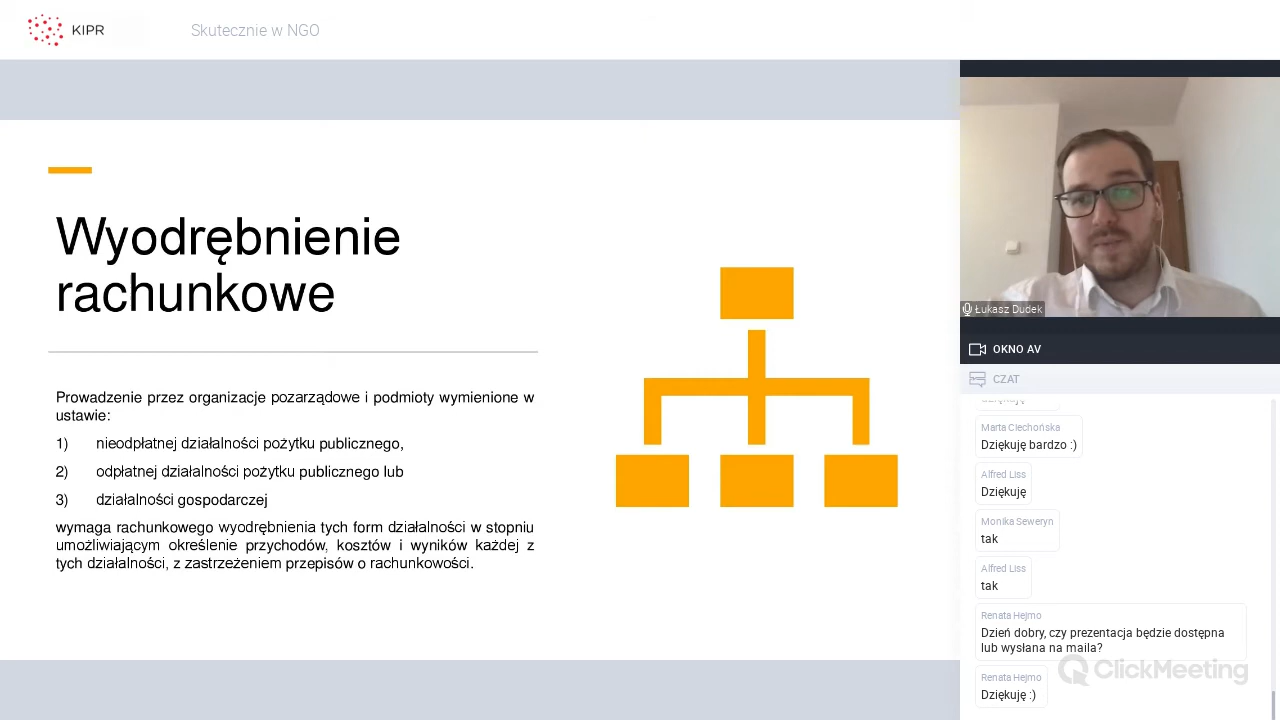 KIPR
Skutecznie w NGO
Wyodrębnienie
rachunkowe
Prowadzenie przez organizacje pozarządowe i podmioty wymienione w
ustawie:
1) nieodpłatnej działalności pożytku publicznego,
2) odpłatnej działalności pożytku publicznego lub
3) działalności gospodarczej
wymaga rachunkowego wyodrębnienia tych form działalności w stopniu
umożliwiającym określenie przychodów, kosztów i wyników każdej z
tych działalności, z zastrzeżeniem przepisów o rachunkowości.
Łukasz Dudek
OKNO AV
CZAT
Marta Ciechońska
Dziękuję bardzo :)
Alfred Liss
Dziękuję
Monika Seweryn
tak
Alfred Liss
tak
Renata Hejmo
Dzień dobry, czy prezentacja będzie dostępna
lub wysłana na maila?
ClickMeeting
Renata Hejmo
Dziękuję :)